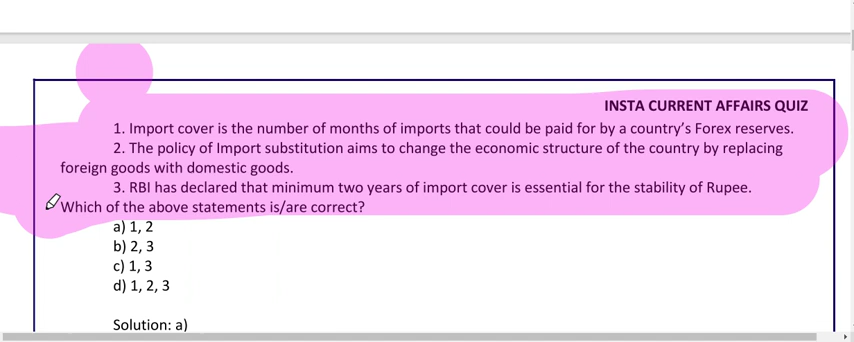 INSTA CURRENT AFFAIRS QUIZ
1. Import cover is the number of months of imports that could be paid for by a country’s Forex reserves.
2. The policy of Import substitution aims to change the economic structure of the country by replacing
foreign goods with domestic goods.
3. RBI has declared that minimum two years of import cover is essential for the stability of Rupee.
Which of the above statements is/are correct?
a) 1, 2
b) 2, 3
c) 1, 3
d) 1, 2, 3
Solution: a)